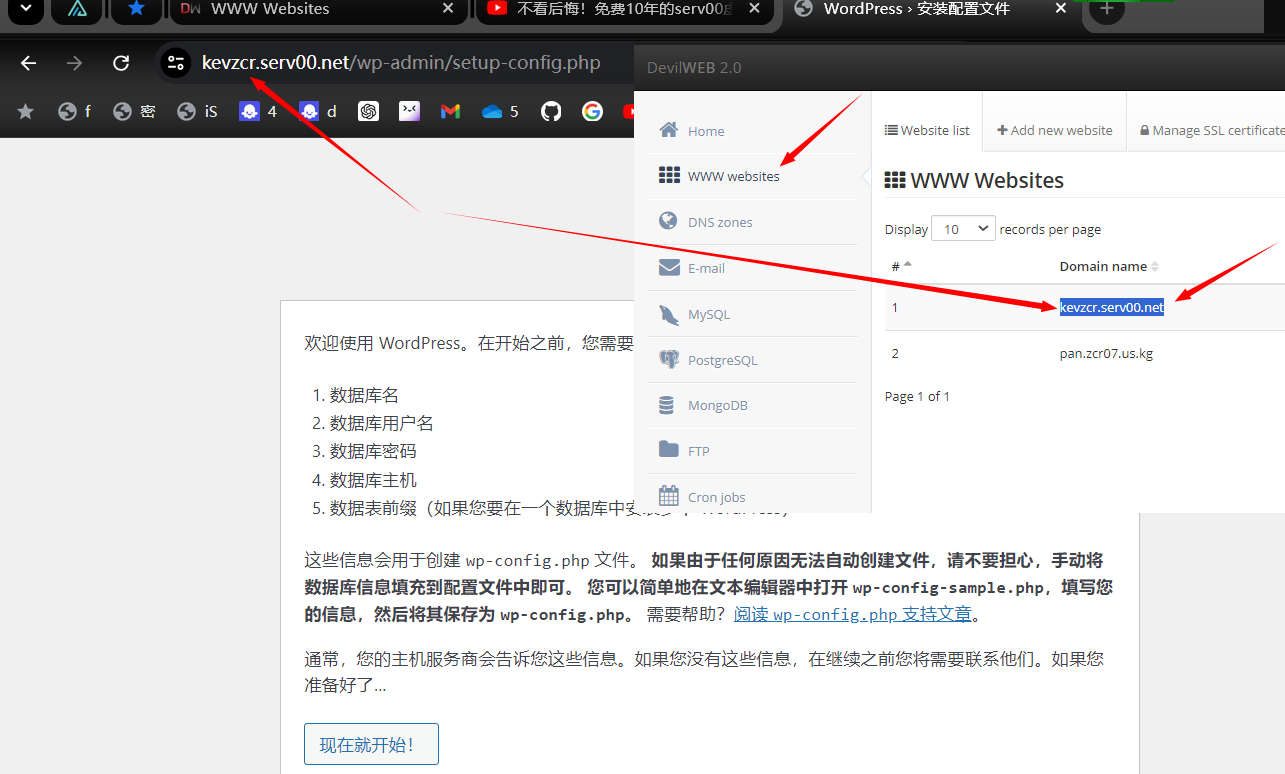 WWW Websites
不看后悔！免费10年的serv00虚
WordPress › 安装配置文件
kevzcr.serv00.net/wp-admin/setup-config.php
f
密
iS
4
d
5
DevilWEB 2.0
Home
WWW websites
DNS zones
E-mail
MySQL
PostgreSQL
MongoDB
FTP
Cron jobs
Website list
Add new website
Manage SSL certificate
WWW Websites
Display 10 records per page
# Domain name
1 kevzcr.serv00.net
2 pan.zcr07.us.kg
Page 1 of 1
欢迎使用 WordPress。在开始之前，您需要
1. 数据库名
2. 数据库用户名
3. 数据库密码
4. 数据库主机
5. 数据表前缀（如果您要在一个数据库中安装多个 WordPress）
这些信息会用于创建 wp-config.php 文件。 如果由于任何原因无法自动创建文件，请不要担心，手动将
数据库信息填充到配置文件中即可。 您可以简单地在文本编辑器中打开 wp-config-sample.php，填写您
的信息，然后将其保存为 wp-config.php。 需要帮助？阅读 wp-config.php 支持文章。
通常，您的主机服务商会告诉您这些信息。如果您没有这些信息，在继续之前您将需要联系他们。如果您
准备好了...
现在就开始！